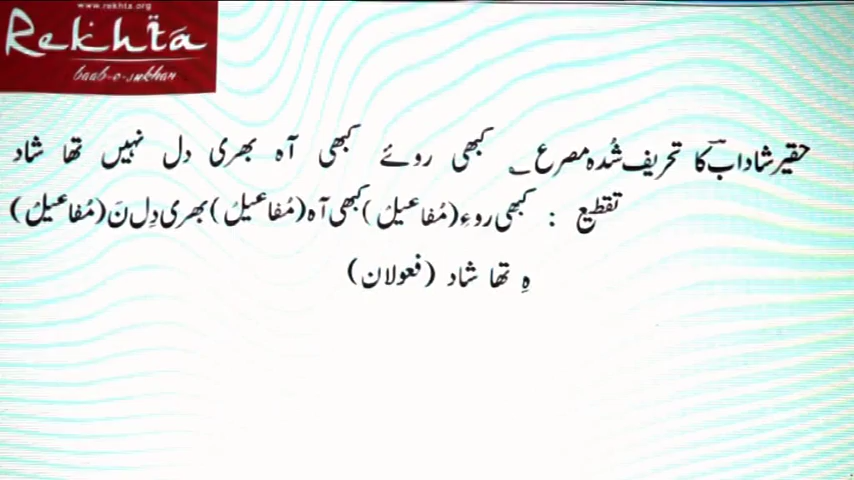 www.rekhta.org
Rekhta
baab-e-sukhan
حقیر شادابؔ کا تحریف شُدہ مصرع ؂ کبھی روئے کبھی آہ بھری دل نہیں تھا شاد
تقطیع : کبھی روءِ (مُفاعیلُ) کبھی آہ (مُفاعیلُ) بھری دِل نَ (مُفاعیلُ)
ہِ تھا شاد (فعولان)